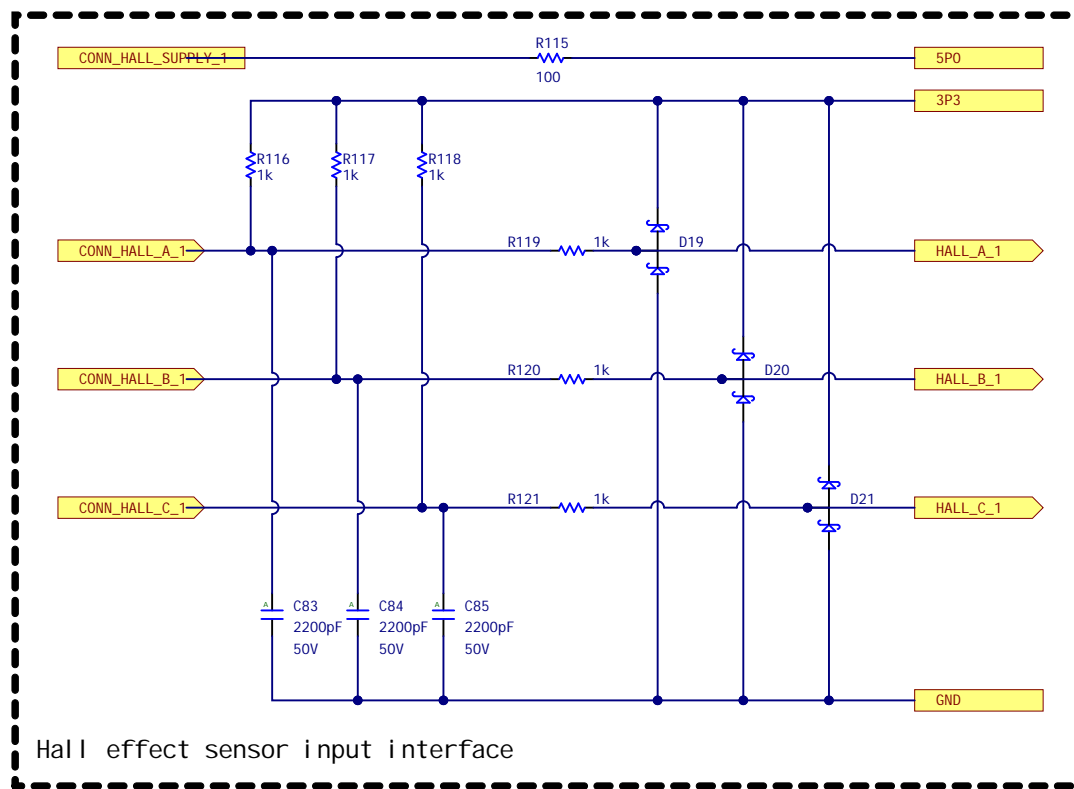 R115
CONN_HALL_SUPPLY_1
5P0
100
3P3
R116
1k
R117
1k
R118
1k
CONN_HALL_A_1
R119
1k
D19
HALL_A_1
CONN_HALL_B_1
R120
1k
D20
HALL_B_1
CONN_HALL_C_1
R121
1k
D21
HALL_C_1
A
C83
2200pF
50V
A
C84
2200pF
50V
A
C85
2200pF
50V
GND
Hall effect sensor input interface